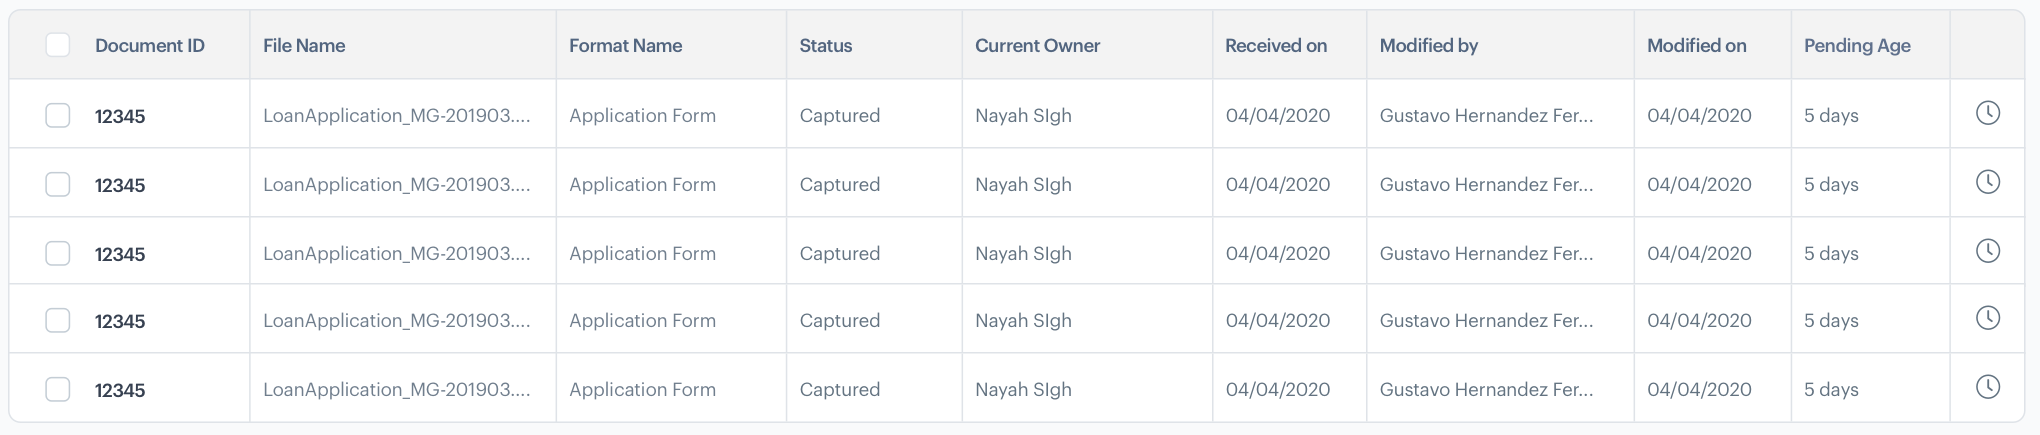 Document ID File Name Format Name Status Current Owner Received on Modified by Modified on Pending Age
12345 LoanApplication_MG-201903.... Application Form Captured Nayah SIgh 04/04/2020 Gustavo Hernandez Fer... 04/04/2020 5 days
12345 LoanApplication_MG-201903.... Application Form Captured Nayah SIgh 04/04/2020 Gustavo Hernandez Fer... 04/04/2020 5 days
12345 LoanApplication_MG-201903.... Application Form Captured Nayah SIgh 04/04/2020 Gustavo Hernandez Fer... 04/04/2020 5 days
12345 LoanApplication_MG-201903.... Application Form Captured Nayah SIgh 04/04/2020 Gustavo Hernandez Fer... 04/04/2020 5 days
12345 LoanApplication_MG-201903.... Application Form Captured Nayah SIgh 04/04/2020 Gustavo Hernandez Fer... 04/04/2020 5 days